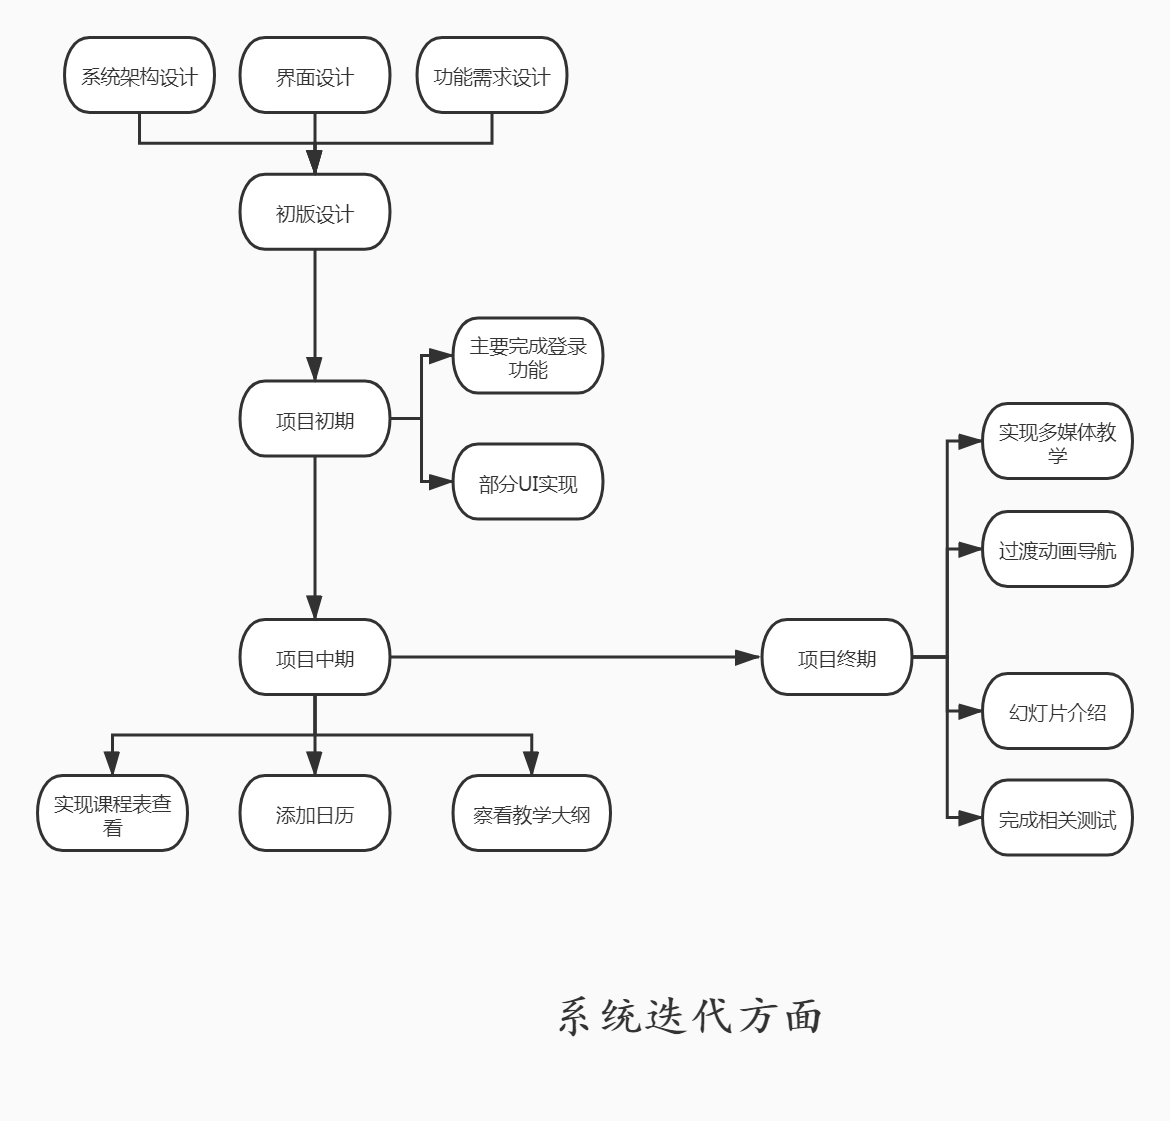 系统架构设计
界面设计
功能需求设计
初版设计
主要完成登录
功能
项目初期
部分UI实现
实现多媒体教
学
过渡动画导航
项目中期
项目终期
幻灯片介绍
实现课程表查
看
添加日历
察看教学大纲
完成相关测试
系统迭代方面